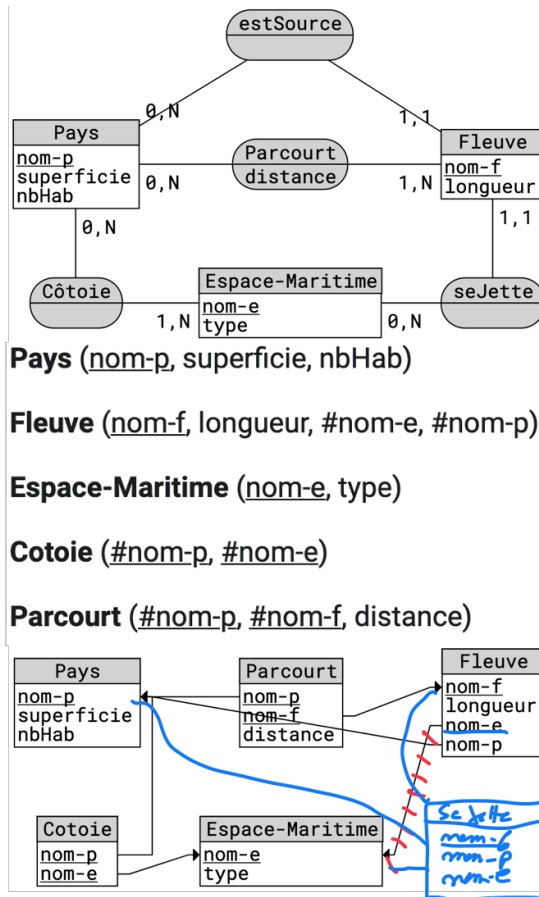 estSource
0,N
1,1
Pays
nom-p
superficie
nbHab
0,N
Parcourt
distance
1,N
Fleuve
nom-f
longueur
0,N
1,1
Côtoie
1,N
Espace-Maritime
nom-e
type
0,N
seJette
Pays (nom-p, superficie, nbHab)
Fleuve (nom-f, longueur, #nom-e, #nom-p)
Espace-Maritime (nom-e, type)
Cotoie (#nom-p, #nom-e)
Parcourt (#nom-p, #nom-f, distance)
Pays
nom-p
superficie
nbHab
Parcourt
nom-p
nom-f
distance
Fleuve
nom-f
longueur
nom-e
nom-p
Cotoie
nom-p
nom-e
Espace-Maritime
nom-e
type
Se Jette
nom-f
nom-p
nom-e